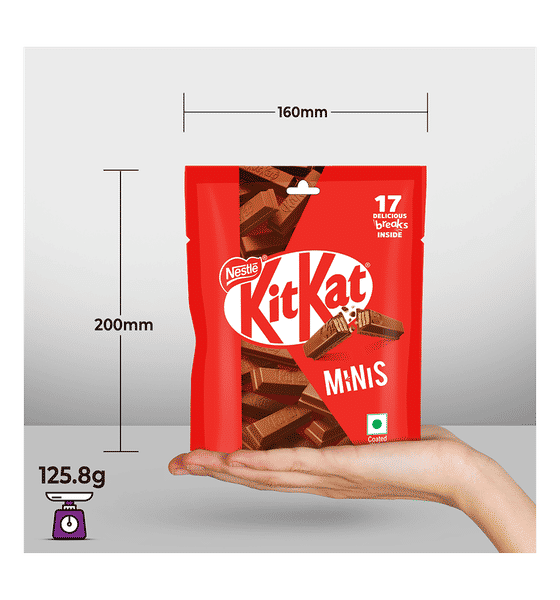 160mm
17
DELICIOUS
breaks
INSIDE
Nestlé
KitKat
MINIS
200mm
Coated
125.8g